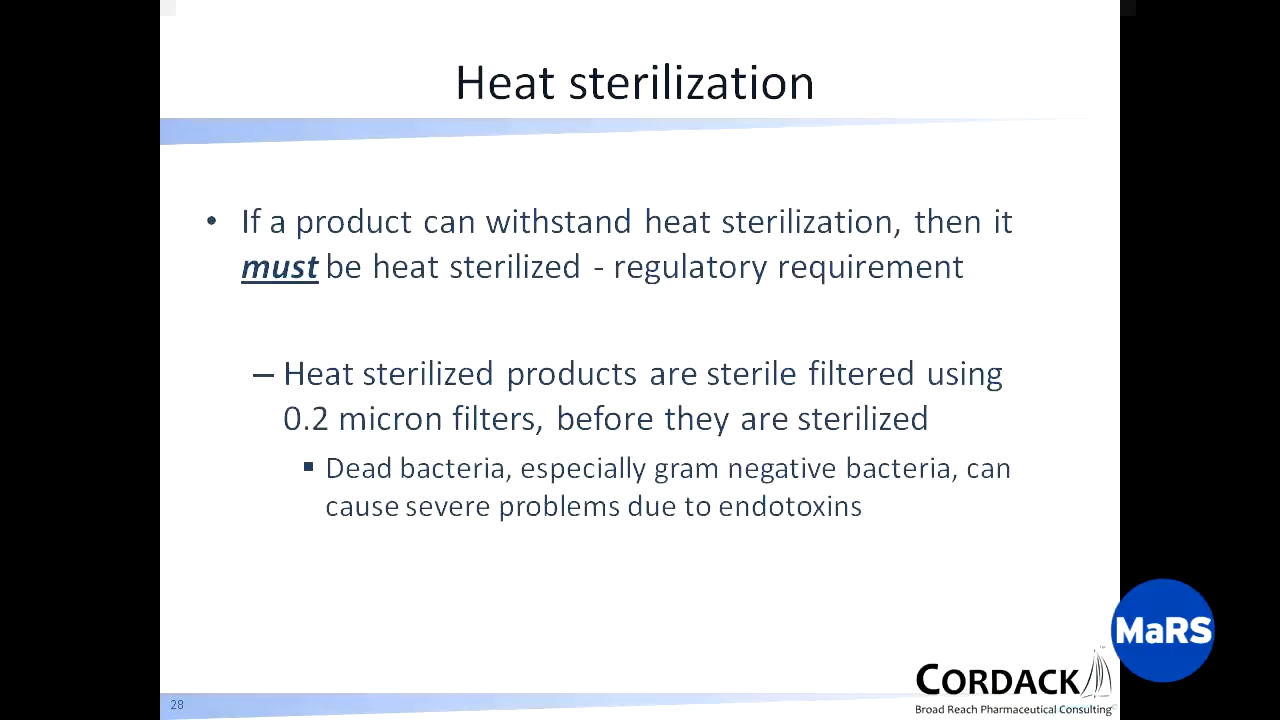 Heat sterilization
• If a product can withstand heat sterilization, then it
must be heat sterilized - regulatory requirement
– Heat sterilized products are sterile filtered using
0.2 micron filters, before they are sterilized
▪ Dead bacteria, especially gram negative bacteria, can
cause severe problems due to endotoxins
MaRS
CORDACK
Broad Reach Pharmaceutical Consulting©
28